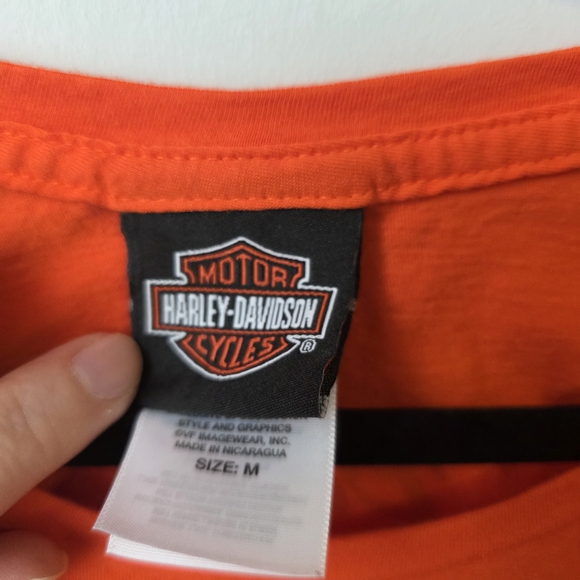 MOTOR
HARLEY-DAVIDSON
CYCLES
®
STYLE AND GRAPHICS
©VF IMAGEWEAR, INC.
MADE IN NICARAGUA
SIZE: M